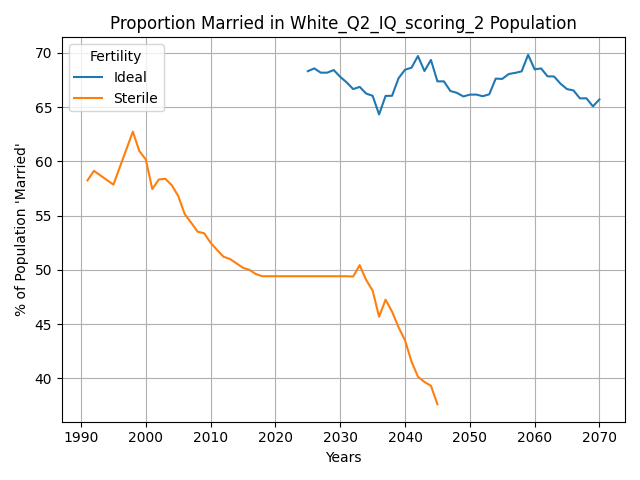 Proportion Married in White_Q2_IQ_scoring_2 Population
Fertility
Ideal
Sterile
% of Population 'Married'
70
65
60
55
50
45
40
1990 2000 2010 2020 2030 2040 2050 2060 2070
Years